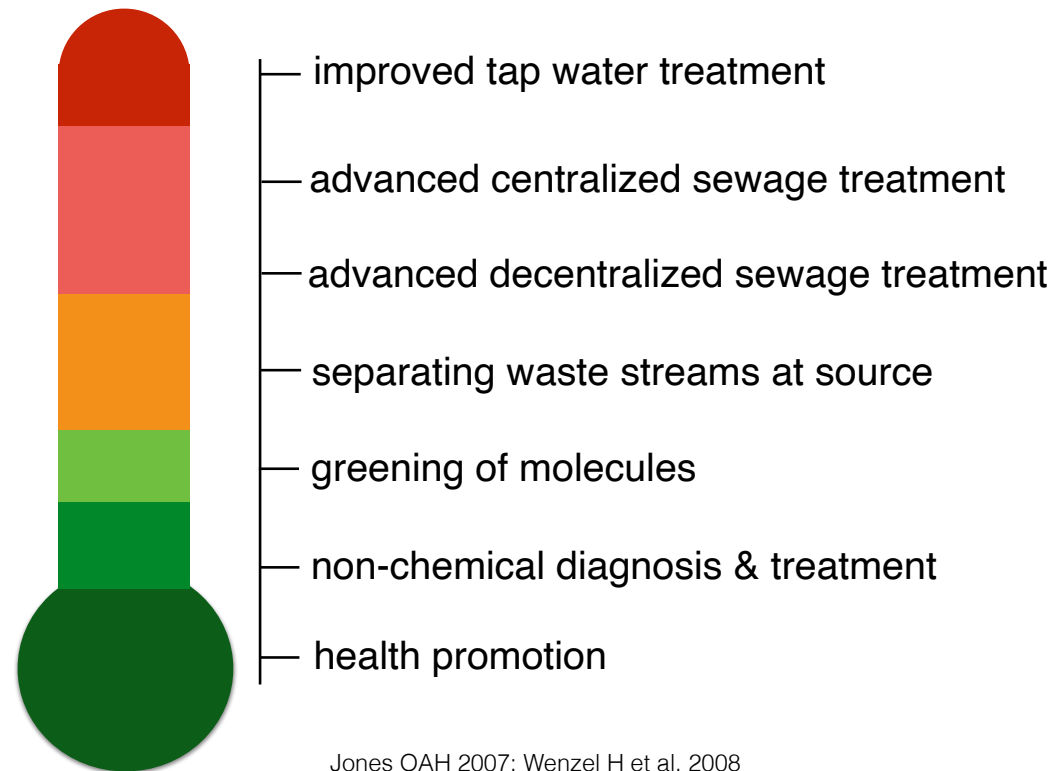 improved tap water treatment
advanced centralized sewage treatment
advanced decentralized sewage treatment
separating waste streams at source
greening of molecules
non-chemical diagnosis & treatment
health promotion
Jones OAH 2007; Wenzel H et al. 2008